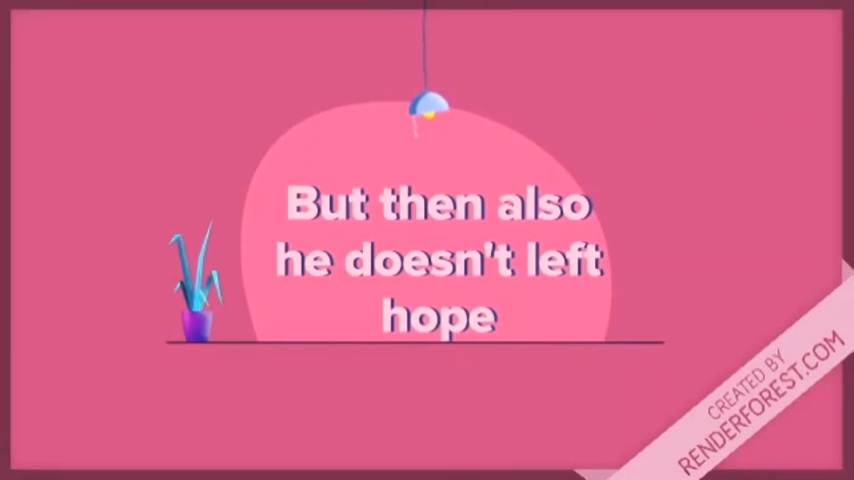 But then also
he doesn't left
hope
CREATED BY
RENDERFOREST.COM